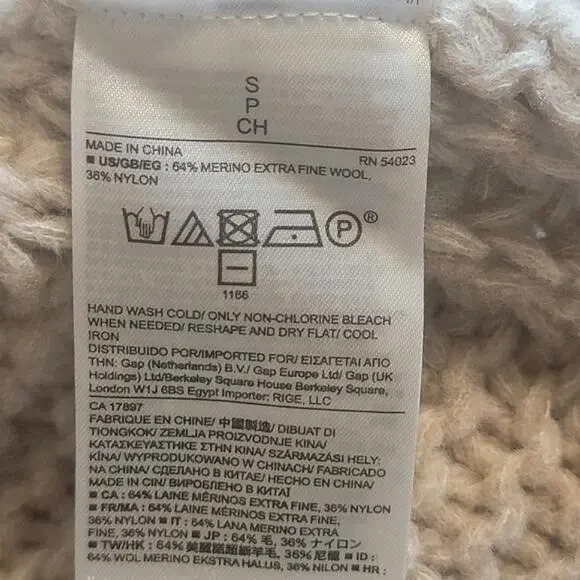 S
P
CH
MADE IN CHINA RN 54023
■ US/GB/EG : 64% MERINO EXTRA FINE WOOL,
36% NYLON
P®
1166
HAND WASH COLD/ ONLY NON-CHLORINE BLEACH
WHEN NEEDED/ RESHAPE AND DRY FLAT/ COOL
IRON
DISTRIBUIDO POR/IMPORTED FOR/ ΕΙΣΑΓΕΤΑΙ ΑΠΟ
ΤΗΝ: Gap (Netherlands) B.V./ Gap Europe Ltd/ Gap (UK
Holdings) Ltd/Berkeley Square House Berkeley Square,
London W1J 6BS Egypt Importer: RIGE, LLC
CA 17897
FABRIQUÉ EN CHINE/ 中國製造/ DIBUAT DI
TIONGKOK/ ZEMLJA PROIZVODNJE KINA/
ΚΑΤΑΣΚΕΥΑΣΤΗΚΕ ΣΤΗΝ ΚΙΝΑ/ SZÁRMAZÁSI HELY:
KÍNA/ WYPRODUKOWANO W CHINACH/ FABRICADO
NA CHINA/ СДЕЛАНО В КИТАЕ/ HECHO EN CHINA/
MADE IN CIN/ ВИРОБЛЕНО В КИТАЇ
■ CA : 64% LAINE MÉRINOS EXTRA FINE, 36% NYLON
■ FR/MA : 64% LAINE MÉRINOS EXTRA FINE,
36% NYLON ■ IT : 64% LANA MERINO EXTRA
FINE, 36% NYLON ■ JP : 64% 毛, 36% ナイロン
■ TW/HK : 64% 美麗諾超細羊毛, 36% 尼龍 ■ ID :
64% WOL MERINO EKSTRA HALUS, 36% NILON ■ HR :